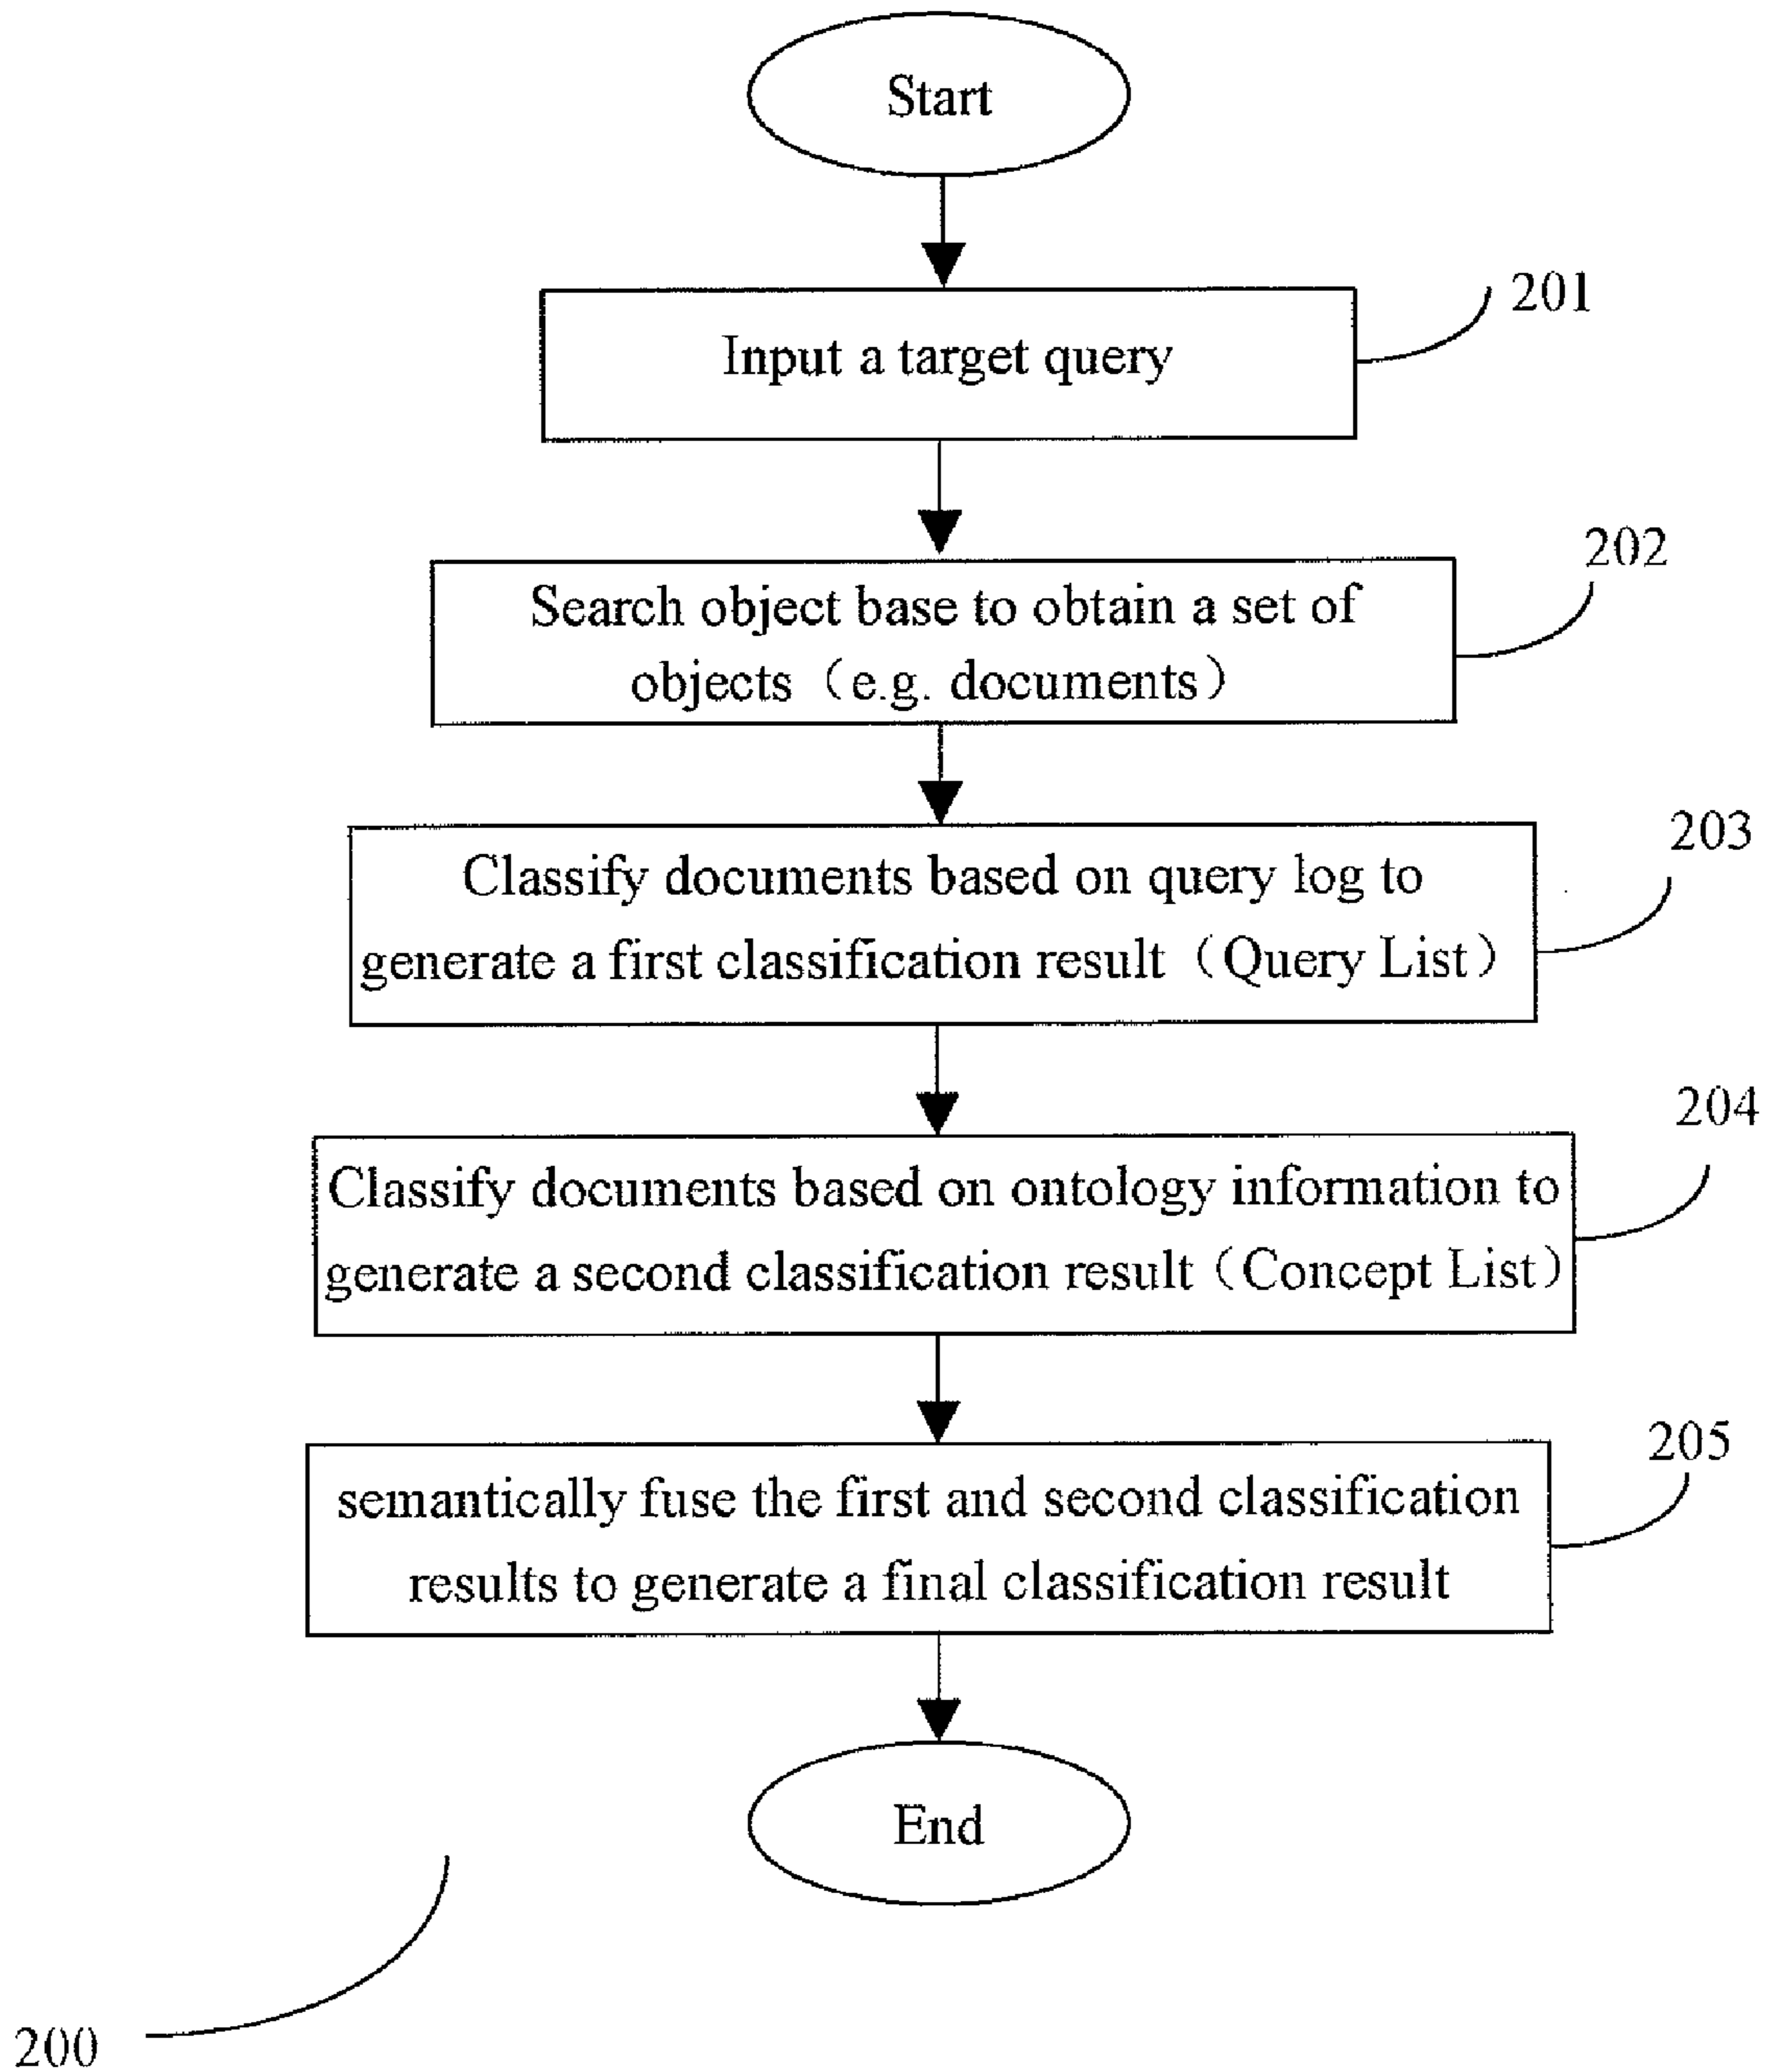 Start
201
Input a target query
202
Search object base to obtain a set of
objects（e.g. documents）
203
Classify documents based on query log to
generate a first classification result（Query List）
204
Classify documents based on ontology information to
generate a second classification result（Concept List）
205
semantically fuse the first and second classification
results to generate a final classification result
End
200